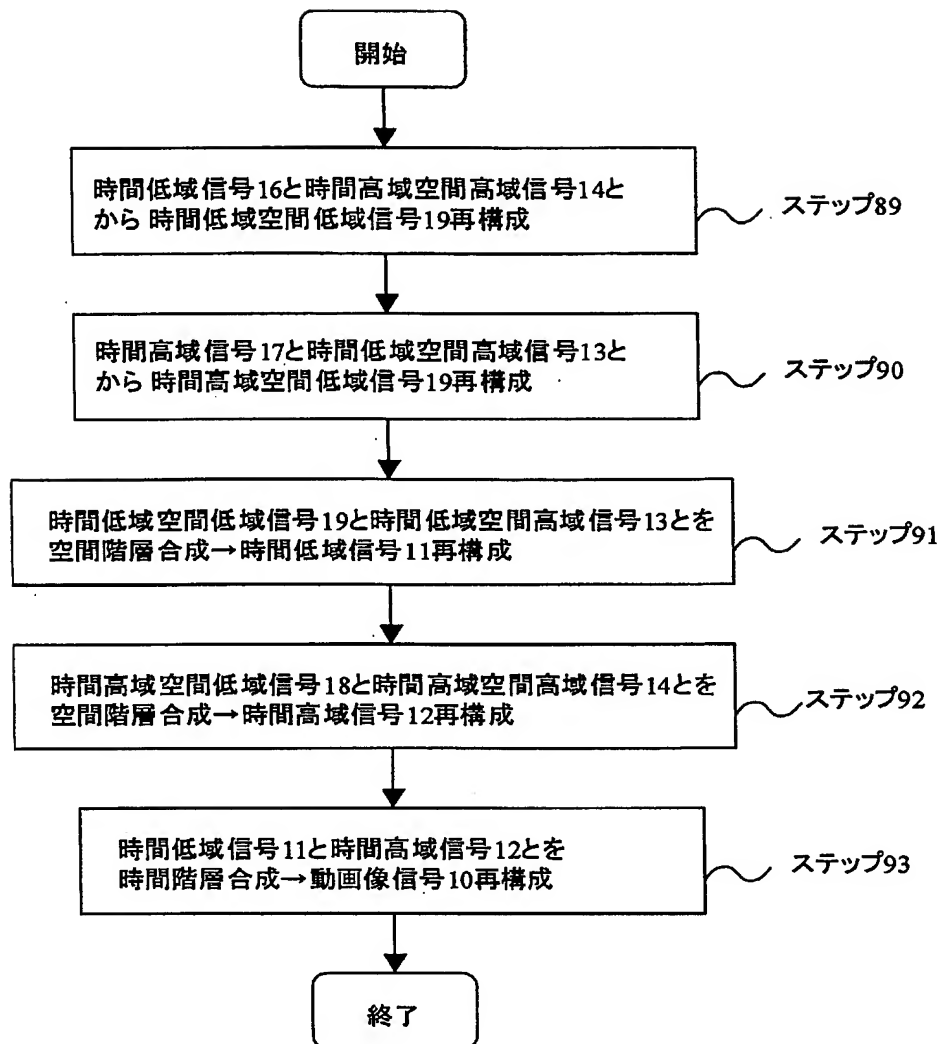 開始
時間低域信号16と時間高域空間高域信号14と
から 時間低域空間低域信号19再構成
ステップ89
時間高域信号17と時間低域空間高域信号13と
から 時間高域空間低域信号19再構成
ステップ90
時間低域空間低域信号19と時間低域空間高域信号13とを
空間階層合成→時間低域信号11再構成
ステップ91
時間高域空間低域信号18と時間高域空間高域信号14とを
空間階層合成→時間高域信号12再構成
ステップ92
時間低域信号11と時間高域信号12とを
時間階層合成→動画像信号10再構成
ステップ93
終了